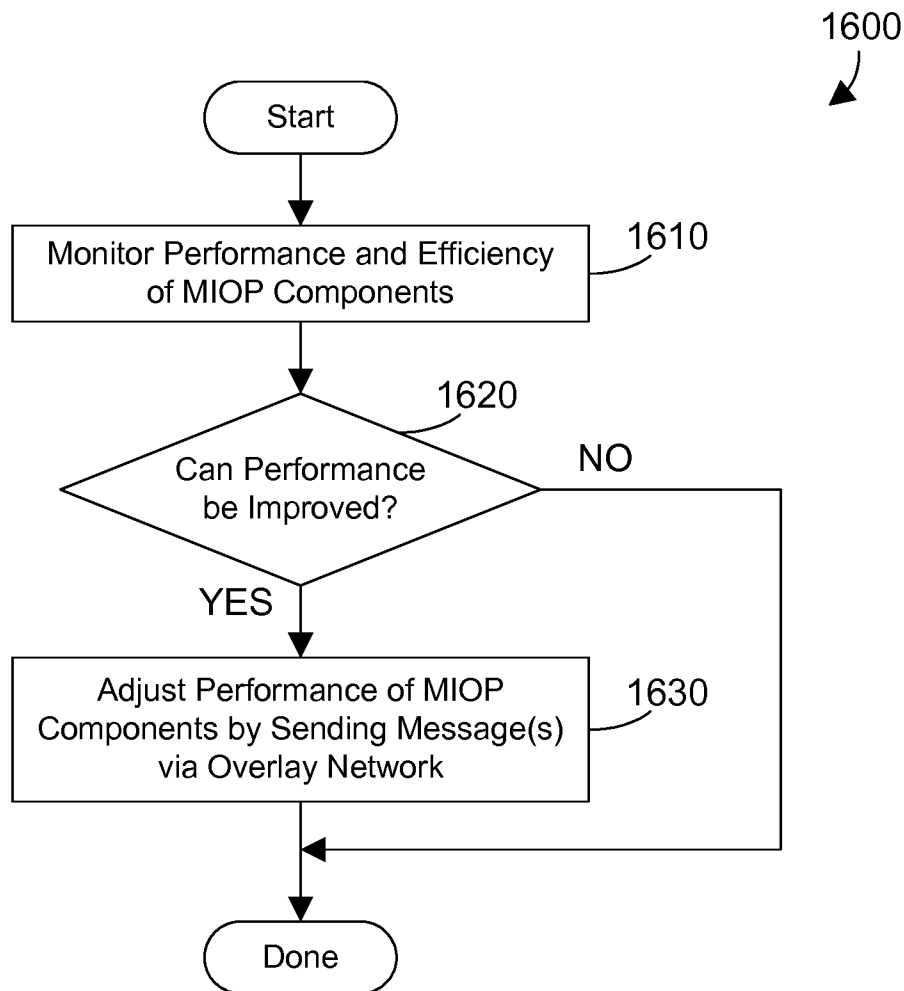 1600
Start
Monitor Performance and Efficiency
of MIOP Components
1610
1620
Can Performance
be Improved?
NO
YES
Adjust Performance of MIOP
Components by Sending Message(s)
via Overlay Network
1630
Done